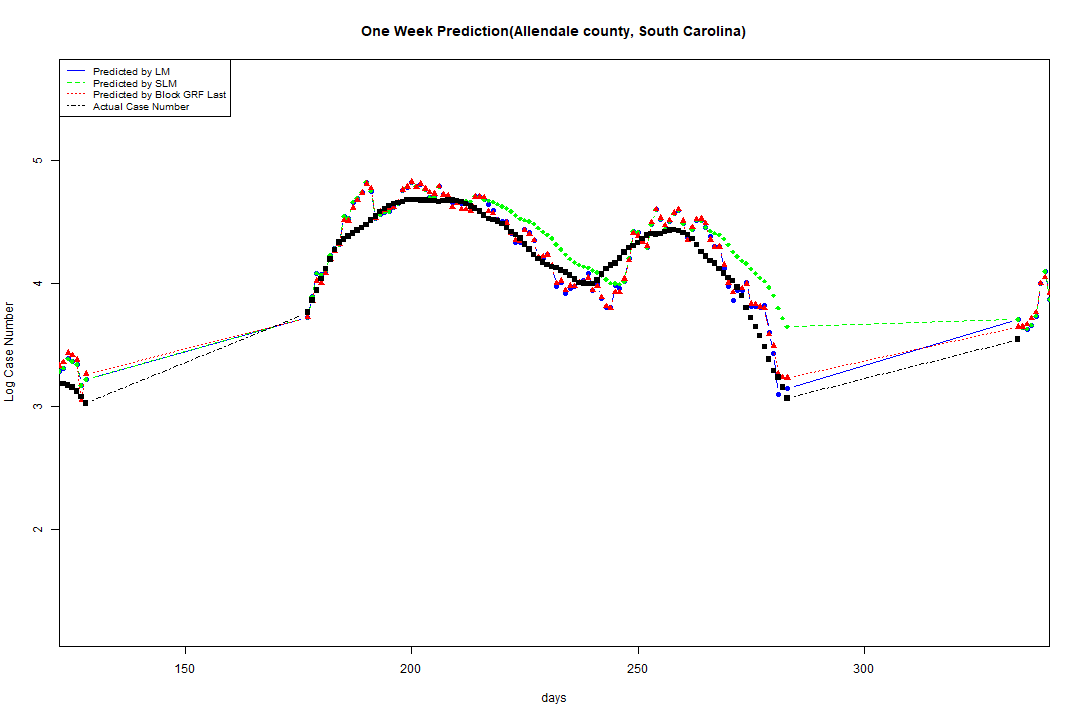 One Week Prediction(Allendale county, South Carolina)
Predicted by LM
Predicted by SLM
Predicted by Block GRF Last
Actual Case Number
5
4
3
2
Log Case Number
150 200 250 300
days